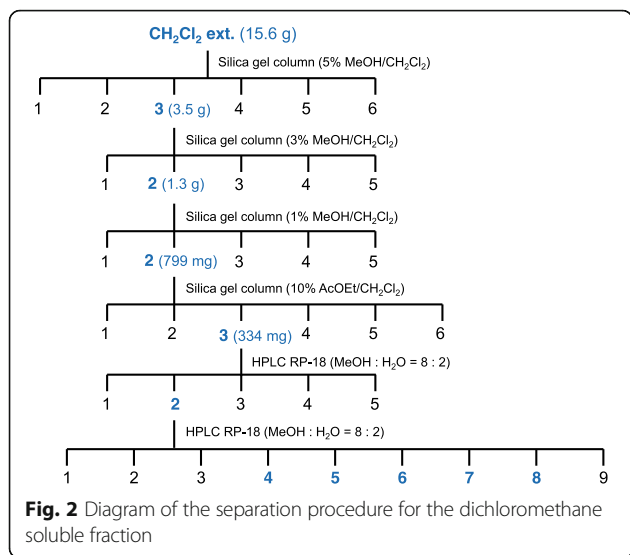 CH₂Cl₂ ext. (15.6 g)
Silica gel column (5% MeOH/CH₂Cl₂)
1 2 3 (3.5 g) 4 5 6
Silica gel column (3% MeOH/CH₂Cl₂)
1 2 (1.3 g) 3 4 5
Silica gel column (1% MeOH/CH₂Cl₂)
1 2 (799 mg) 3 4 5
Silica gel column (10% AcOEt/CH₂Cl₂)
1 2 3 (334 mg) 4 5 6
HPLC RP-18 (MeOH : H₂O = 8 : 2)
1 2 3 4 5
HPLC RP-18 (MeOH : H₂O = 8 : 2)
1 2 3 4 5 6 7 8 9
Fig. 2 Diagram of the separation procedure for the dichloromethane
soluble fraction